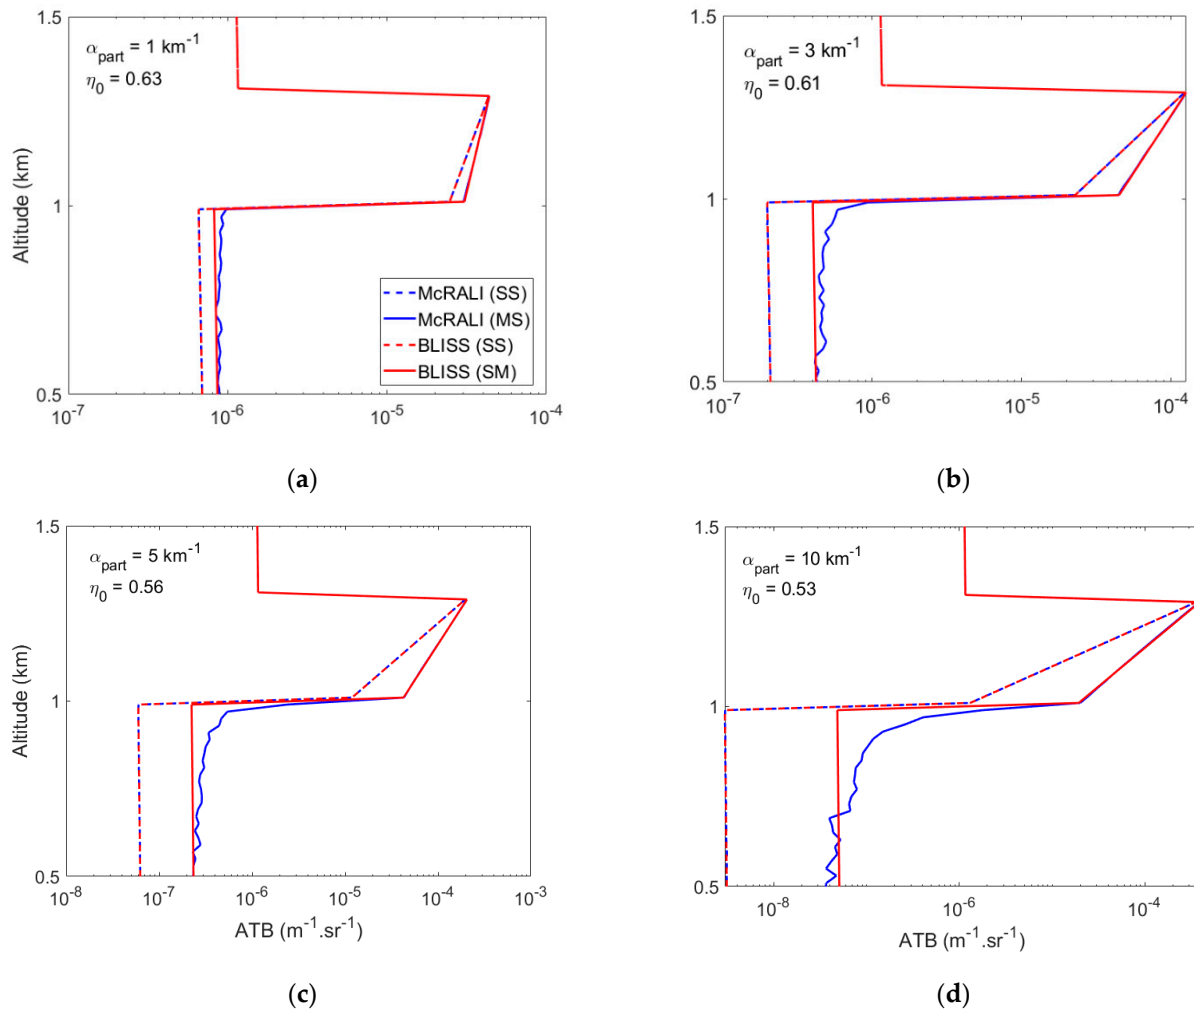 1.5
α_part = 1 km⁻¹
η₀ = 0.63
Altitude (km)
1
McRALI (SS)
McRALI (MS)
BLISS (SS)
BLISS (SM)
0.5
10⁻⁷
10⁻⁶
10⁻⁵
10⁻⁴
(a)
1.5
α_part = 3 km⁻¹
η₀ = 0.61
1
0.5
10⁻⁷
10⁻⁶
10⁻⁵
10⁻⁴
(b)
1.5
α_part = 5 km⁻¹
η₀ = 0.56
Altitude (km)
1
0.5
10⁻⁸
10⁻⁷
10⁻⁶
10⁻⁵
10⁻⁴
10⁻³
ATB (m⁻¹.sr⁻¹)
(c)
1.5
α_part = 10 km⁻¹
η₀ = 0.53
1
0.5
10⁻⁸
10⁻⁶
10⁻⁴
ATB (m⁻¹.sr⁻¹)
(d)